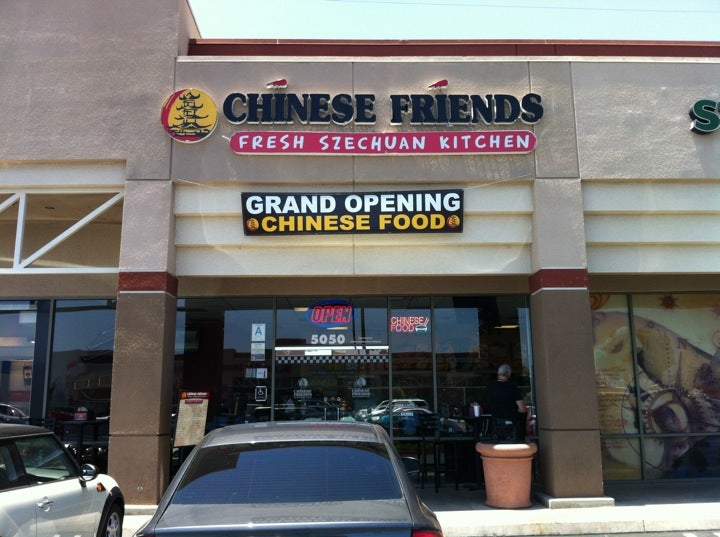 CHINESE FRIENDS
FRESH SZECHUAN KITCHEN
S
GRAND OPENING
CHINESE FOOD
OPEN
CHINESE
FOOD
A
5050